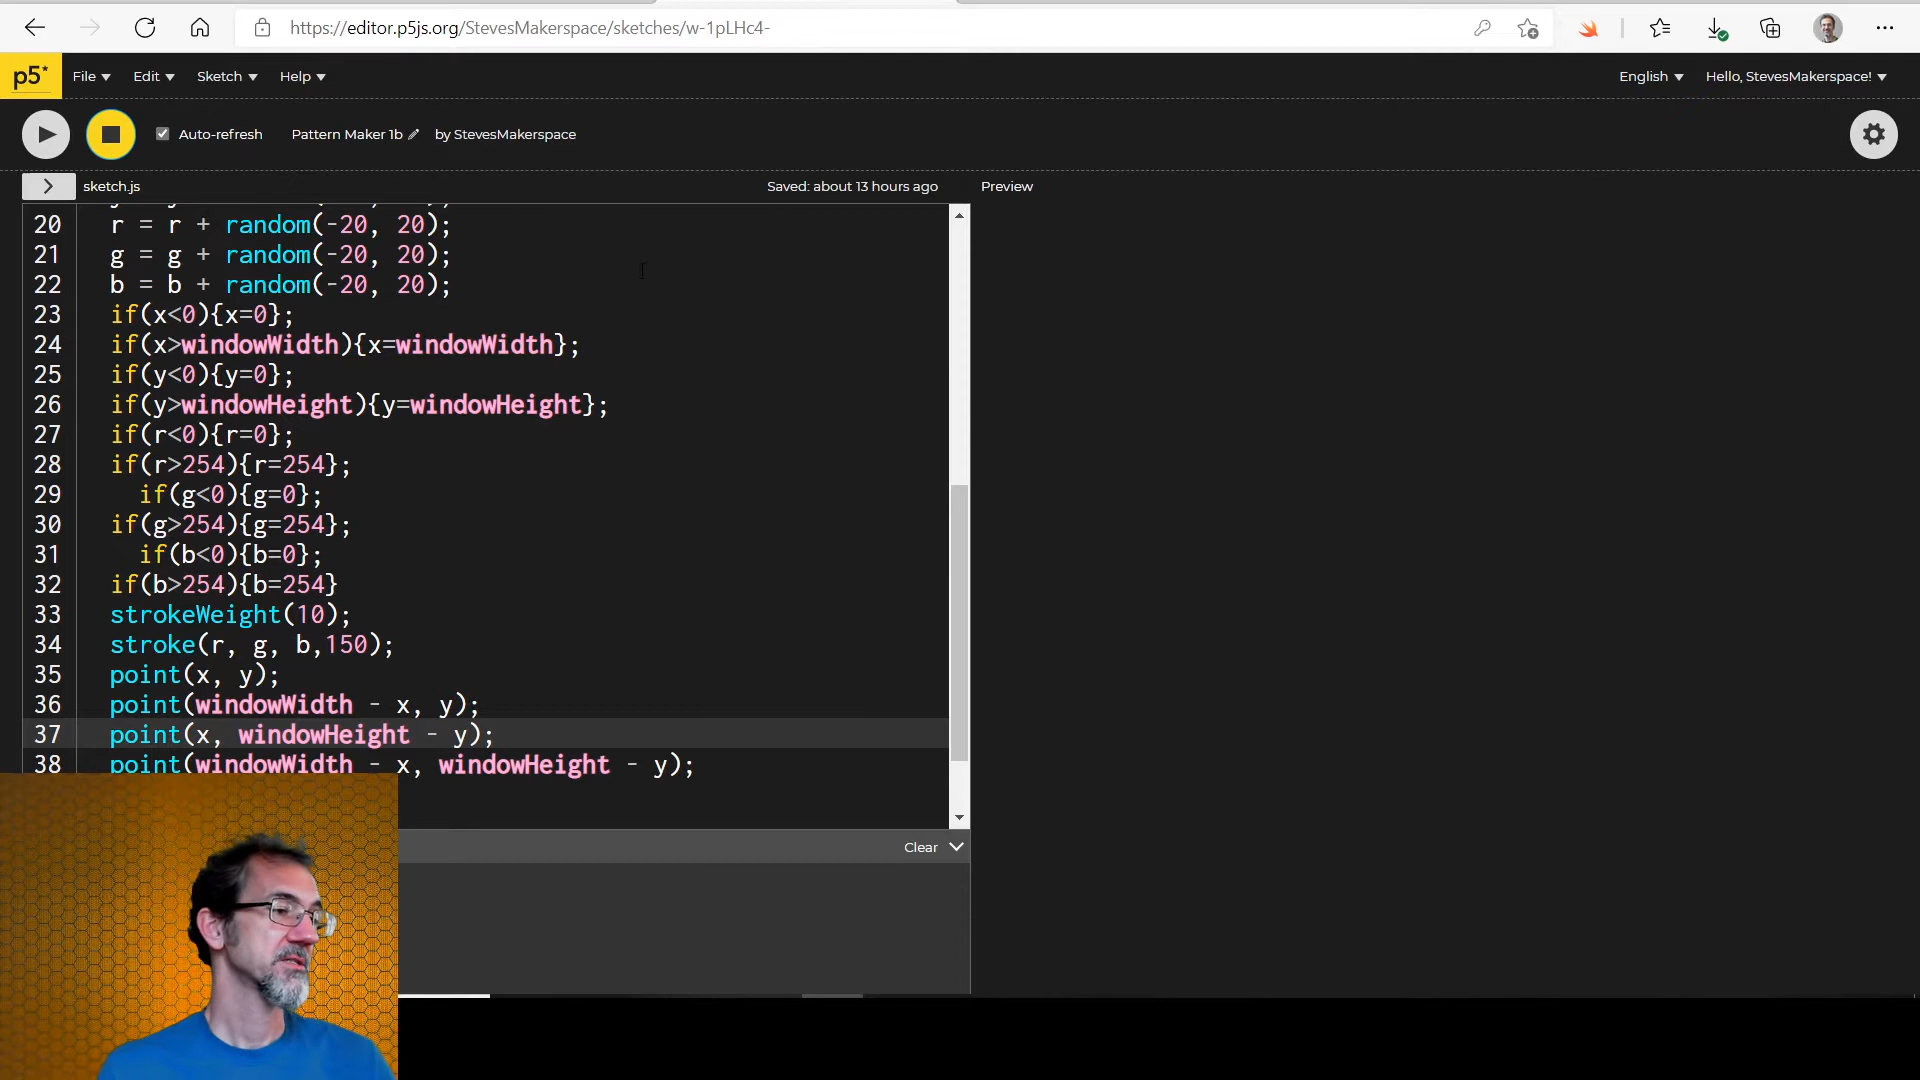 https://editor.p5js.org/StevesMakerspace/sketches/w-1pLHc4-
p5* File Edit Sketch Help English Hello, StevesMakerspace!
Auto-refresh Pattern Maker 1b by StevesMakerspace
sketch.js Saved: about 13 hours ago Preview
20 r = r + random(-20, 20);
21 g = g + random(-20, 20);
22 b = b + random(-20, 20);
23 if(x<0){x=0};
24 if(x>windowWidth){x=windowWidth};
25 if(y<0){y=0};
26 if(y>windowHeight){y=windowHeight};
27 if(r<0){r=0};
28 if(r>254){r=254};
29 if(g<0){g=0};
30 if(g>254){g=254};
31 if(b<0){b=0};
32 if(b>254){b=254}
33 strokeWeight(10);
34 stroke(r, g, b,150);
35 point(x, y);
36 point(windowWidth - x, y);
37 point(x, windowHeight - y);
38 point(windowWidth - x, windowHeight - y);
Clear